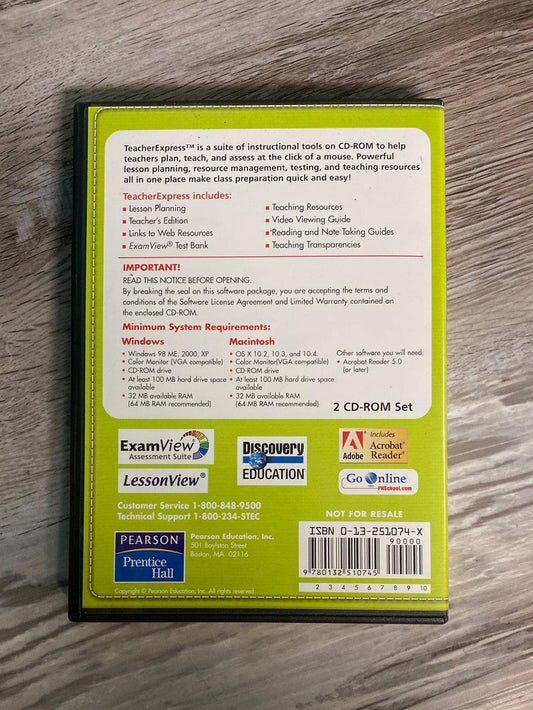 TeacherExpress™ is a suite of instructional tools on CD-ROM to help
teachers plan, teach, and assess at the click of a mouse. Powerful
lesson planning, resource management, testing, and teaching resources
all in one place make class preparation quick and easy!
TeacherExpress includes:
▪ Lesson Planning
▪ Teacher's Edition
▪ Links to Web Resources
▪ ExamView® Test Bank
▪ Teaching Resources
▪ Video Viewing Guide
▪ Reading and Note Taking Guides
▪ Teaching Transparencies
IMPORTANT!
READ THIS NOTICE BEFORE OPENING.
By breaking the seal on this software package, you are accepting the terms and
conditions of the Software License Agreement and Limited Warranty contained on
the enclosed CD-ROM.
Minimum System Requirements:
Windows
• Windows 98 ME, 2000, XP
• Color Monitor (VGA compatible)
• CD-ROM drive
• At least 100 MB hard drive space
available
• 32 MB available RAM
(64 MB RAM recommended)
Macintosh
• OS X 10.2, 10.3, and 10.4.
• Color Monitor(VGA compatible)
• CD-ROM drive
• At least 100 MB hard drive space
available
• 32 MB available RAM
(64 MB RAM recommended)
Other software you will need:
• Acrobat Reader 5.0
(or later)
2 CD-ROM Set
ExamView®
Assessment Suite
LessonView®
Discovery
EDUCATION
Adobe
Includes
Acrobat®
Reader®
Go Online
PHSchool.com
Customer Service 1-800-848-9500
Technical Support 1-800-234-5TEC
NOT FOR RESALE
PEARSON
Prentice
Hall
Pearson Education, Inc.
501 Boylston Street
Boston, MA 02116
ISBN 0-13-251074-X
90000
9 780132 510745
2 3 4 5 6 7 8 9 10
Copyright © Pearson Education, Inc. All rights reserved.